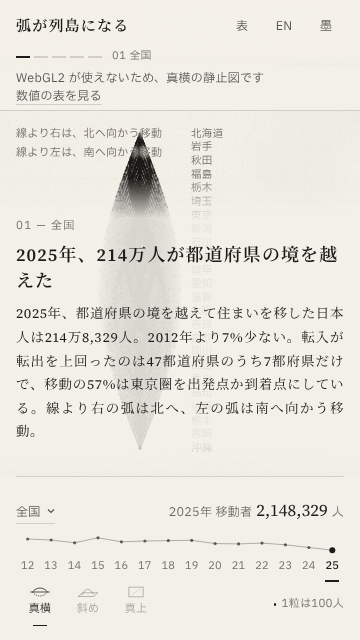 弧が列島になる
表 EN 墨
01 全国
WebGL2 が使えないため、真横の静止図です
数値の表を見る
線より右は、北へ向かう移動
線より左は、南へ向かう移動
北海道
岩手
秋田
福島
栃木
埼玉
東京
新潟
01 — 全国
2025年、214万人が都道府県の境を越
えた
愛知
2025年、都道府県の境を越えて住まいを移した日本
人は214万8,329人。2012年より7%少ない。転入が
転出を上回ったのは47都道府県のうち7都府県だけ
で、移動の57%は東京圏を出発点か到着点にしてい
る。線より右の弧は北へ、左の弧は南へ向かう移
動。
宮崎
沖縄
全国
2025年 移動者 2,148,329 人
12 13 14 15 16 17 18 19 20 21 22 23 24 25
真横 斜め 真上
1粒は100人